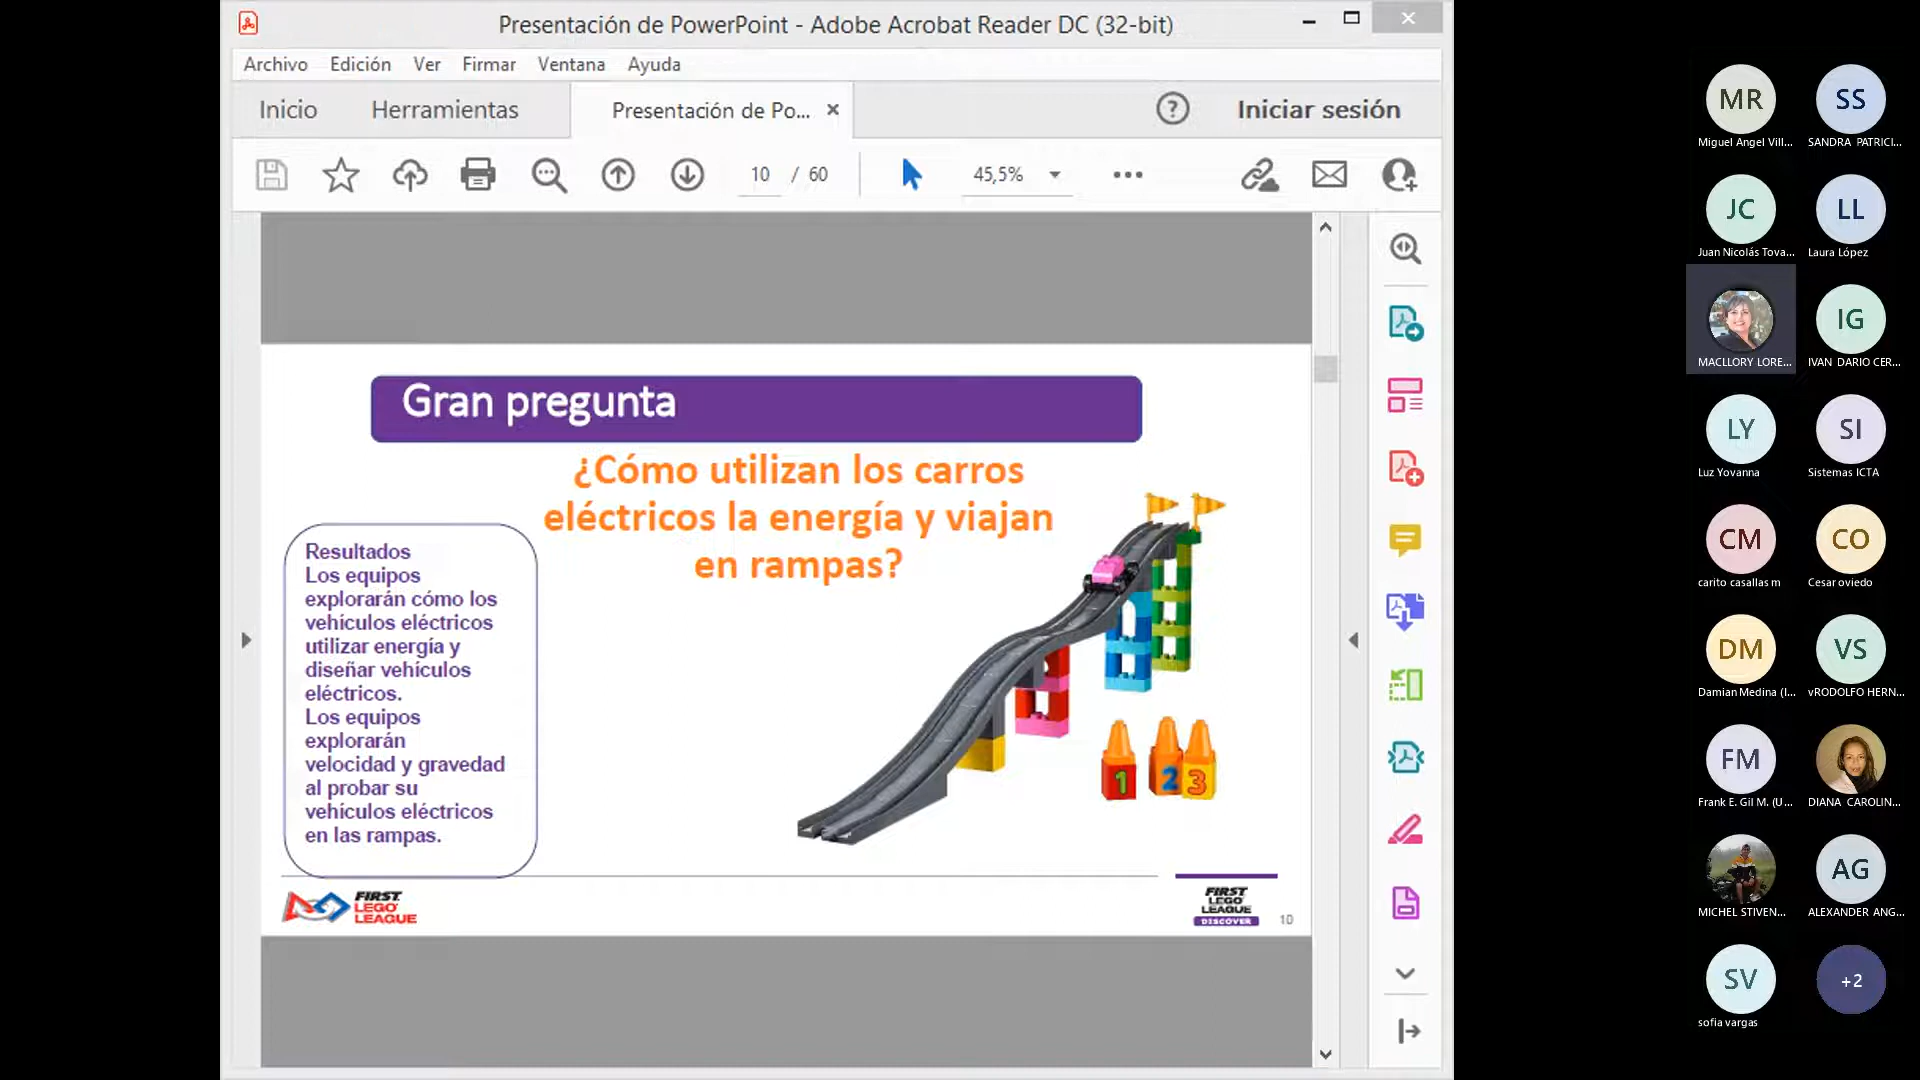 Presentación de PowerPoint - Adobe Acrobat Reader DC (32-bit)
Archivo Edición Ver Firmar Ventana Ayuda
Inicio Herramientas Presentación de Po... × Iniciar sesión
10 / 60 45,5%
Gran pregunta
¿Cómo utilizan los carros
eléctricos la energía y viajan
en rampas?
Resultados
Los equipos
explorarán cómo los
vehículos eléctricos
utilizar energía y
diseñar vehículos
eléctricos.
Los equipos
explorarán
velocidad y gravedad
al probar su
vehículos eléctricos
en las rampas.
1 2 3
FIRST
LEGO
LEAGUE
FIRST
LEGO
LEAGUE
DISCOVER
10
MR SS
Miguel Angel Vill... SANDRA PATRICI...
JC LL
Juan Nicolás Tova... Laura López
IG
MACLLORY LORE... IVAN DARIO CER...
LY SI
Luz Yovanna Sistemas ICTA
CM CO
carito casallas m Cesar oviedo
DM VS
Damian Medina (I... vRODOLFO HERN...
FM
Frank E. Gil M. (U... DIANA CAROLIN...
AG
MICHEL STIVEN... ALEXANDER ANG...
SV +2
sofia vargas